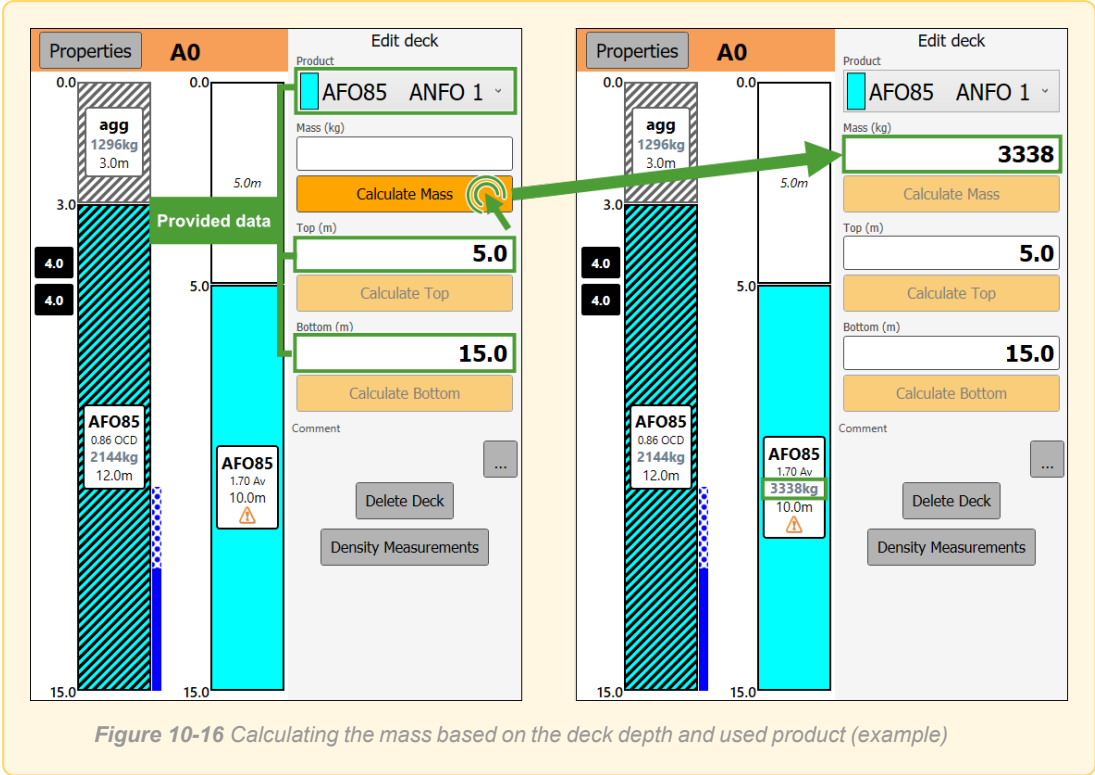 Properties
A0
0.0
agg
1296kg
3.0m
3.0
4.0
4.0
AFO85
0.86 OCD
2144kg
12.0m
15.0
0.0
5.0m
5.0
AFO85
1.70 Av
10.0m
15.0
Provided data
Edit deck
Product
AFO85 ANFO 1
Mass (kg)
Calculate Mass
Top (m)
5.0
Calculate Top
Bottom (m)
15.0
Calculate Bottom
Comment
...
Delete Deck
Density Measurements
Properties
A0
0.0
agg
1296kg
3.0m
3.0
4.0
4.0
AFO85
0.86 OCD
2144kg
12.0m
15.0
5.0m
5.0
AFO85
1.70 Av
3338kg
10.0m
15.0
Edit deck
Product
AFO85 ANFO 1
Mass (kg)
3338
Calculate Mass
Top (m)
5.0
Calculate Top
Bottom (m)
15.0
Calculate Bottom
Comment
...
Delete Deck
Density Measurements
Figure 10-16 Calculating the mass based on the deck depth and used product (example)